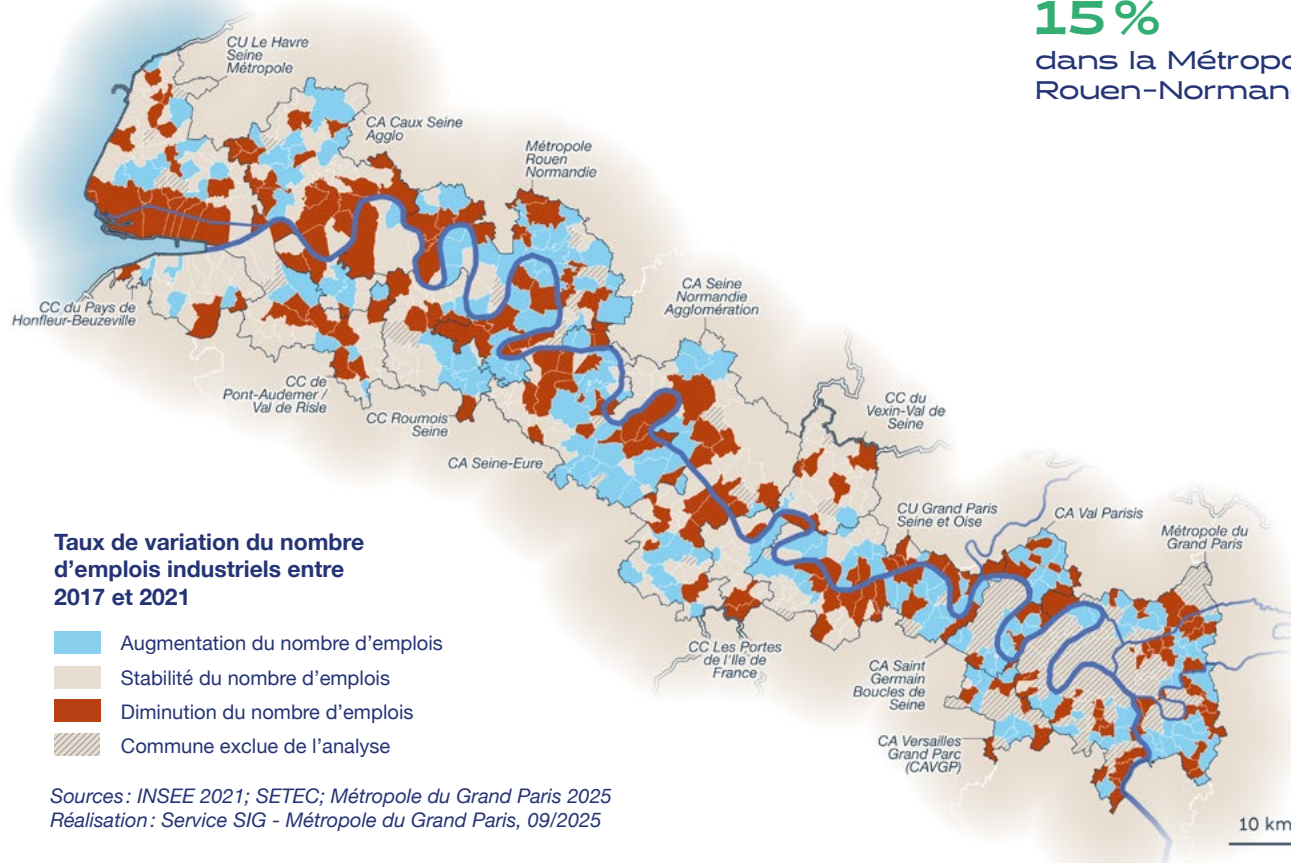 15 %
dans la Métropo
Rouen-Norman
CU Le Havre
Seine
Métropole
CA Caux Seine
Agglo
Métropole
Rouen
Normandie
CC du Pays de
Honfleur-Beuzeville
CA Seine
Normandie
Agglomération
CC de
Pont-Audemer /
Val de Risle
CC Roumois
Seine
CC du
Vexin-Val de
Seine
CA Seine-Eure
CU Grand Paris
Seine et Oise
CA Val Parisis
Métropole du
Grand Paris
CC Les Portes
de l'Ile de
France
CA Saint
Germain
Boucles de
Seine
CA Versailles
Grand Parc
(CAVGP)
Taux de variation du nombre
d'emplois industriels entre
2017 et 2021
Augmentation du nombre d'emplois
Stabilité du nombre d'emplois
Diminution du nombre d'emplois
Commune exclue de l'analyse
Sources : INSEE 2021; SETEC; Métropole du Grand Paris 2025
Réalisation : Service SIG - Métropole du Grand Paris, 09/2025
10 km